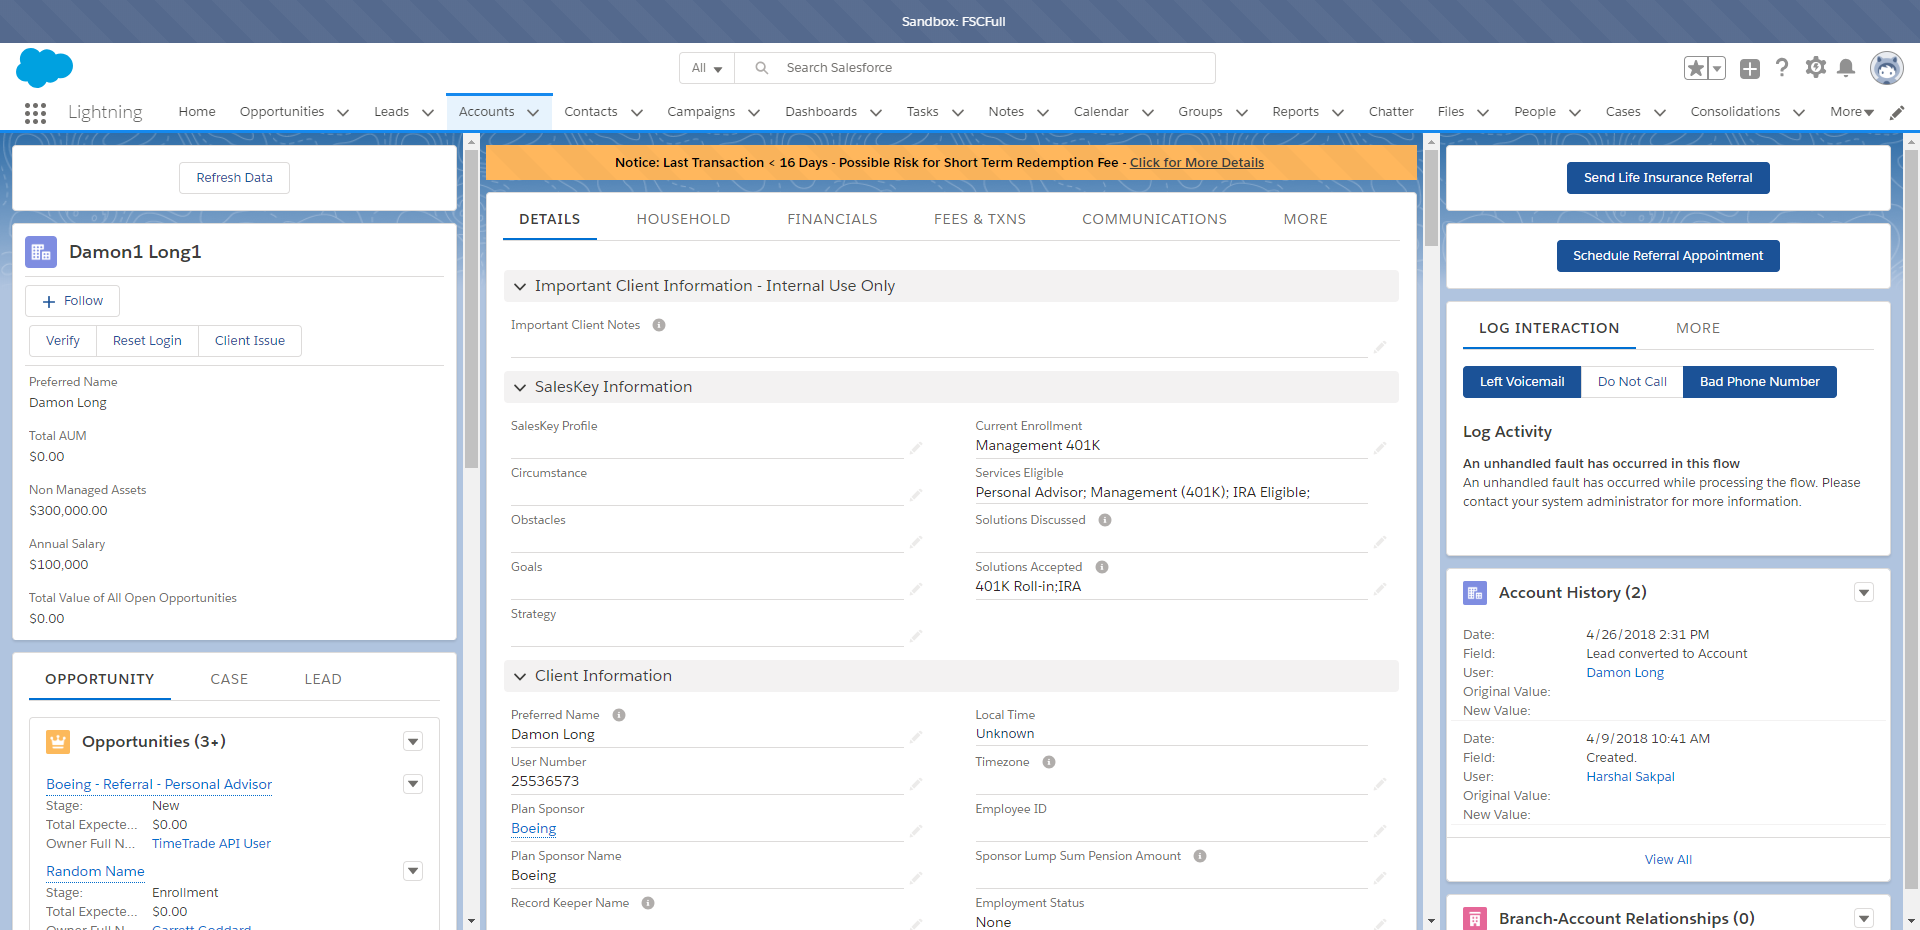 Sandbox: FSCFull
All
Search Salesforce
Lightning
Home
Opportunities
Leads
Accounts
Contacts
Campaigns
Dashboards
Tasks
Notes
Calendar
Groups
Reports
Chatter
Files
People
Cases
Consolidations
More
Refresh Data
Damon1 Long1
Follow
Verify
Reset Login
Client Issue
Preferred Name
Damon Long
Total AUM
$0.00
Non Managed Assets
$300,000.00
Annual Salary
$100,000
Total Value of All Open Opportunities
$0.00
OPPORTUNITY
CASE
LEAD
Opportunities (3+)
Boeing - Referral - Personal Advisor
Stage: New
Total Expecte... $0.00
Owner Full N... TimeTrade API User
Random Name
Stage: Enrollment
Total Expecte... $0.00
Owner Full N... Garrett Goddard
Notice: Last Transaction < 16 Days - Possible Risk for Short Term Redemption Fee - Click for More Details
DETAILS
HOUSEHOLD
FINANCIALS
FEES & TXNS
COMMUNICATIONS
MORE
Important Client Information - Internal Use Only
Important Client Notes
SalesKey Information
SalesKey Profile
Circumstance
Obstacles
Goals
Strategy
Current Enrollment
Management 401K
Services Eligible
Personal Advisor; Management (401K); IRA Eligible;
Solutions Discussed
Solutions Accepted
401K Roll-in;IRA
Client Information
Preferred Name
Damon Long
User Number
25536573
Plan Sponsor
Boeing
Plan Sponsor Name
Boeing
Record Keeper Name
Local Time
Unknown
Timezone
Employee ID
Sponsor Lump Sum Pension Amount
Employment Status
None
Send Life Insurance Referral
Schedule Referral Appointment
LOG INTERACTION
MORE
Left Voicemail
Do Not Call
Bad Phone Number
Log Activity
An unhandled fault has occurred in this flow
An unhandled fault has occurred while processing the flow. Please
contact your system administrator for more information.
Account History (2)
Date: 4/26/2018 2:31 PM
Field: Lead converted to Account
User: Damon Long
Original Value:
New Value:
Date: 4/9/2018 10:41 AM
Field: Created.
User: Harshal Sakpal
Original Value:
New Value:
View All
Branch-Account Relationships (0)